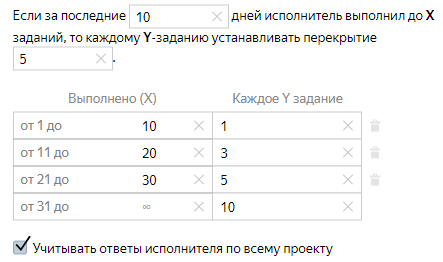 Если за последние 10 дней исполнитель выполнил до X
заданий, то каждому Y-заданию устанавливать перекрытие
5.
Выполнено (X) Каждое Y задание
от 1 до 10 1
от 11 до 20 3
от 21 до 30 5
от 31 до ∞ 10
Учитывать ответы исполнителя по всему проекту